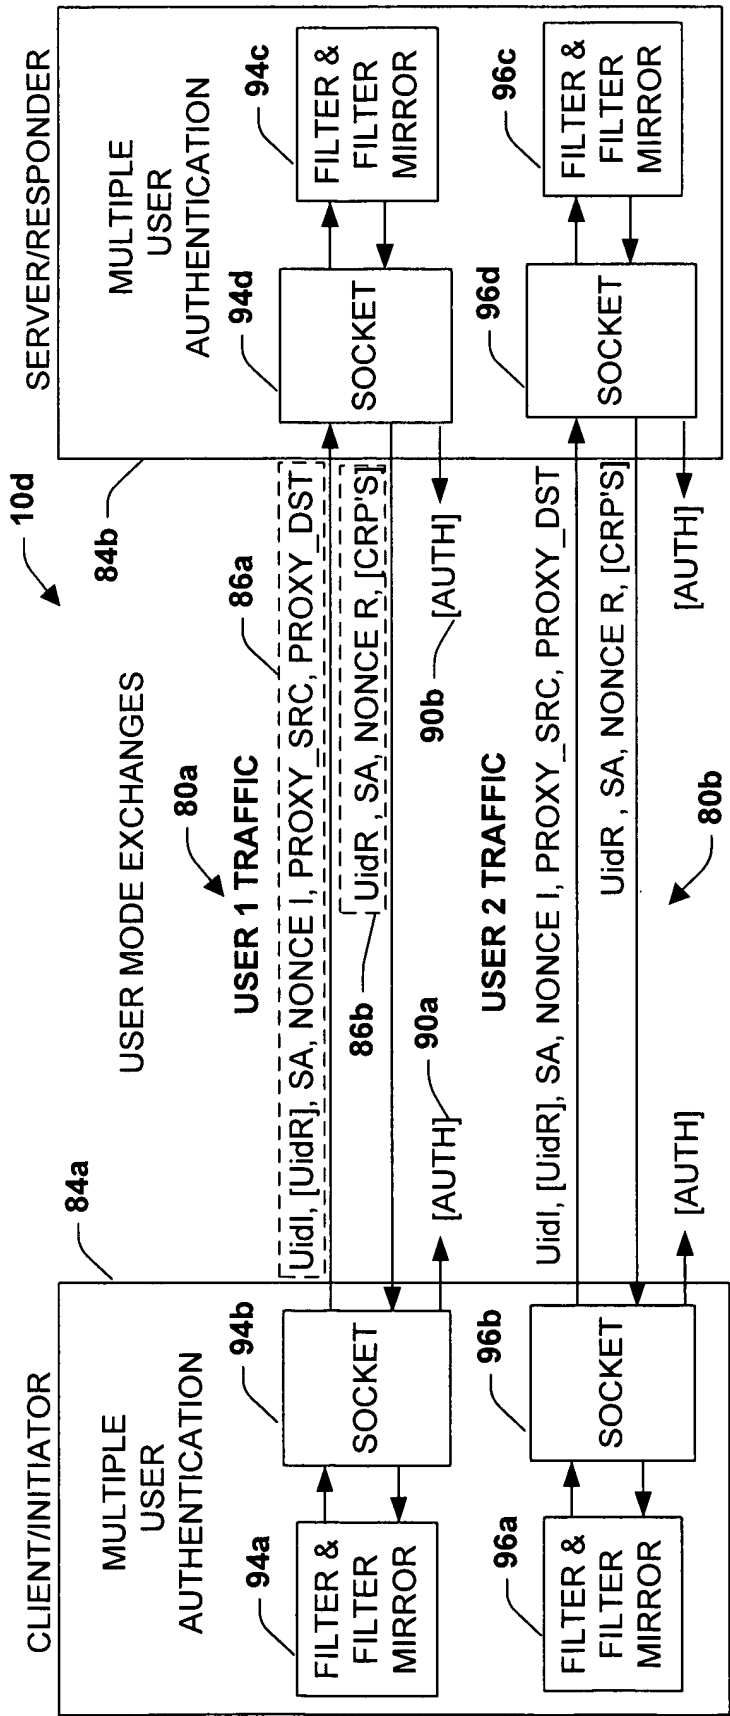 CLIENT/INITIATOR
MULTIPLE
USER
AUTHENTICATION
84a
94a
FILTER &
FILTER
MIRROR
94b
SOCKET
96a
FILTER &
FILTER
MIRROR
96b
SOCKET
USER MODE EXCHANGES
10d
80a
USER 1 TRAFFIC
86a
UidI, [UidR], SA, NONCE I, PROXY_SRC, PROXY_DST
UidR , SA, NONCE R, [CRP'S]
86b
90a
[AUTH]
[AUTH]
90b
USER 2 TRAFFIC
UidI, [UidR], SA, NONCE I, PROXY_SRC, PROXY_DST
UidR , SA, NONCE R, [CRP'S]
80b
[AUTH]
[AUTH]
SERVER/RESPONDER
84b
MULTIPLE
USER
AUTHENTICATION
94d
SOCKET
94c
FILTER &
FILTER
MIRROR
96d
SOCKET
96c
FILTER &
FILTER
MIRROR